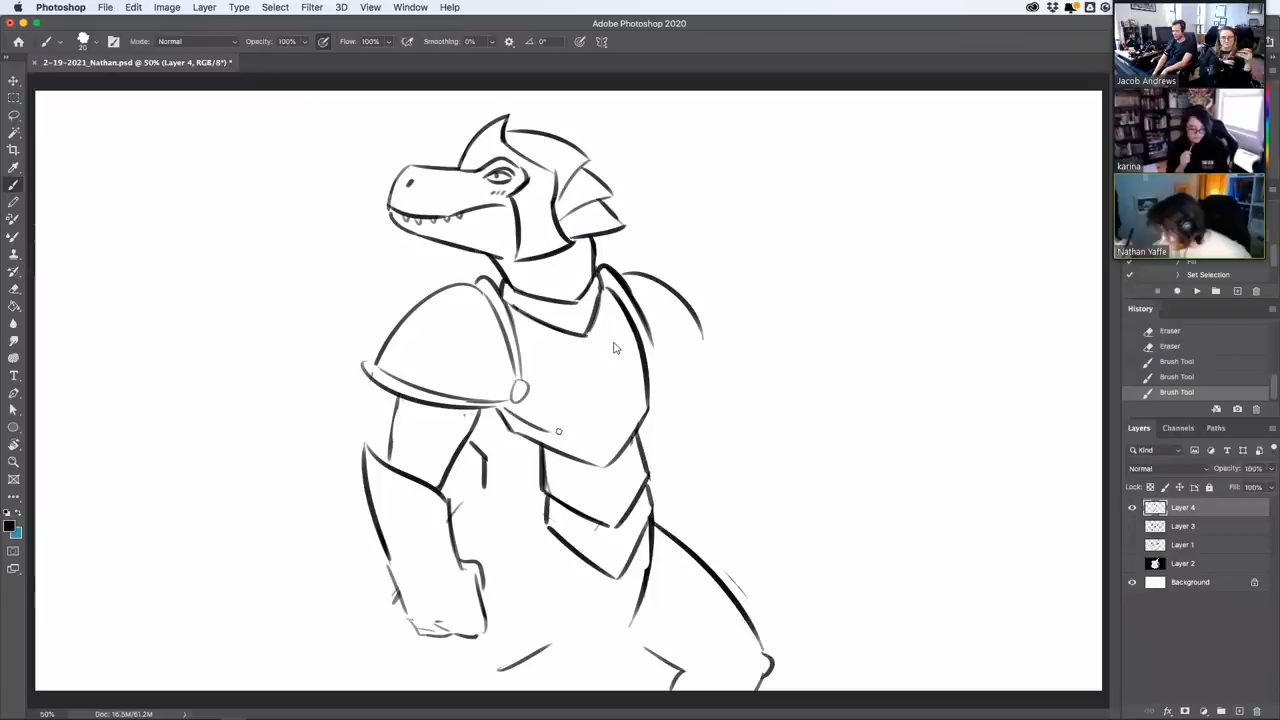 Photoshop File Edit Image Layer Type Select Filter 3D View Window Help
Adobe Photoshop 2020
20 Mode: Normal Opacity: 100% Flow: 100% Smoothing: 0% 0°
2-19-2021_Nathan.psd @ 50% (Layer 4, RGB/8*) *
Jacob Andrews
karina
Nathan Yaffe
Fill
Set Selection
History
Eraser
Eraser
Brush Tool
Brush Tool
Brush Tool
Layers Channels Paths
Kind
Normal Opacity: 100%
Lock: Fill: 100%
Layer 4
Layer 3
Layer 1
Layer 2
Background
50% Doc: 16.5M/61.2M